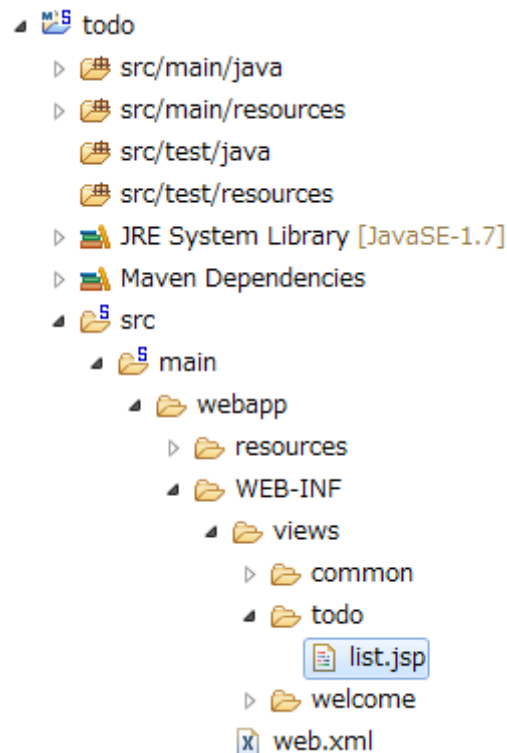 todo
src/main/java
src/main/resources
src/test/java
src/test/resources
JRE System Library [JavaSE-1.7]
Maven Dependencies
src
main
webapp
resources
WEB-INF
views
common
todo
list.jsp
welcome
web.xml